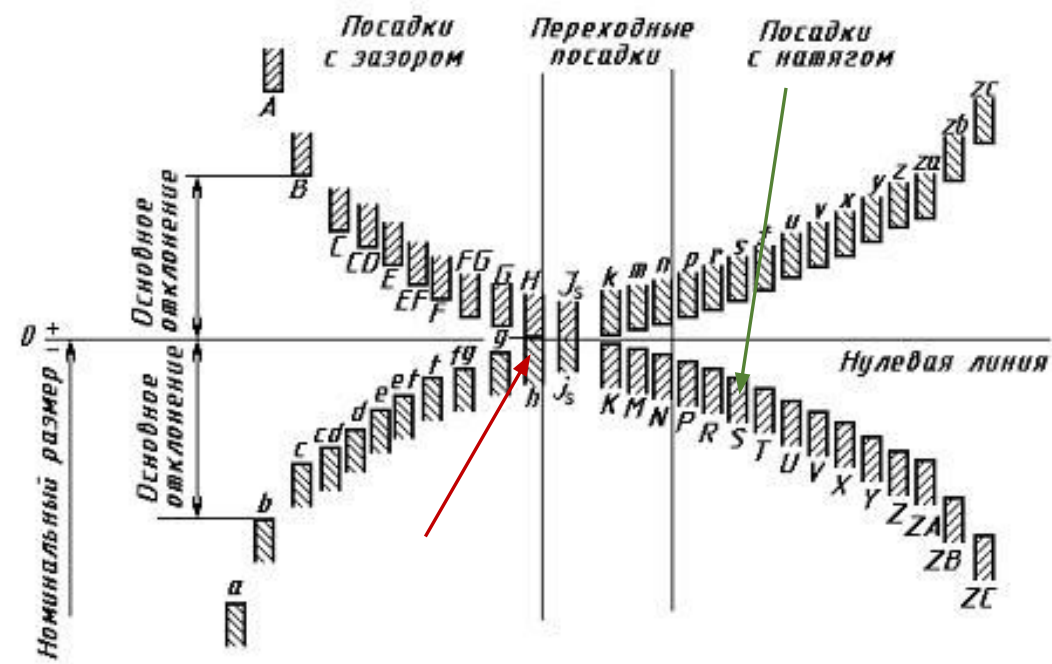 Посадки
с зазором
Переходные
посадки
Посадки
с натягом
A
B
C
CD
E
EF
F
FG
G
H
Js
k
m
n
p
r
s
u
v
x
y
z
za
zb
zc
Основное
отклонение
0
+
−
Нулевая линия
Номинальный размер
Основное
отклонение
a
b
c
cd
d
e
ef
f
fg
g
h
js
K
M
N
P
R
S
T
U
V
X
Y
Z
ZA
ZB
ZC